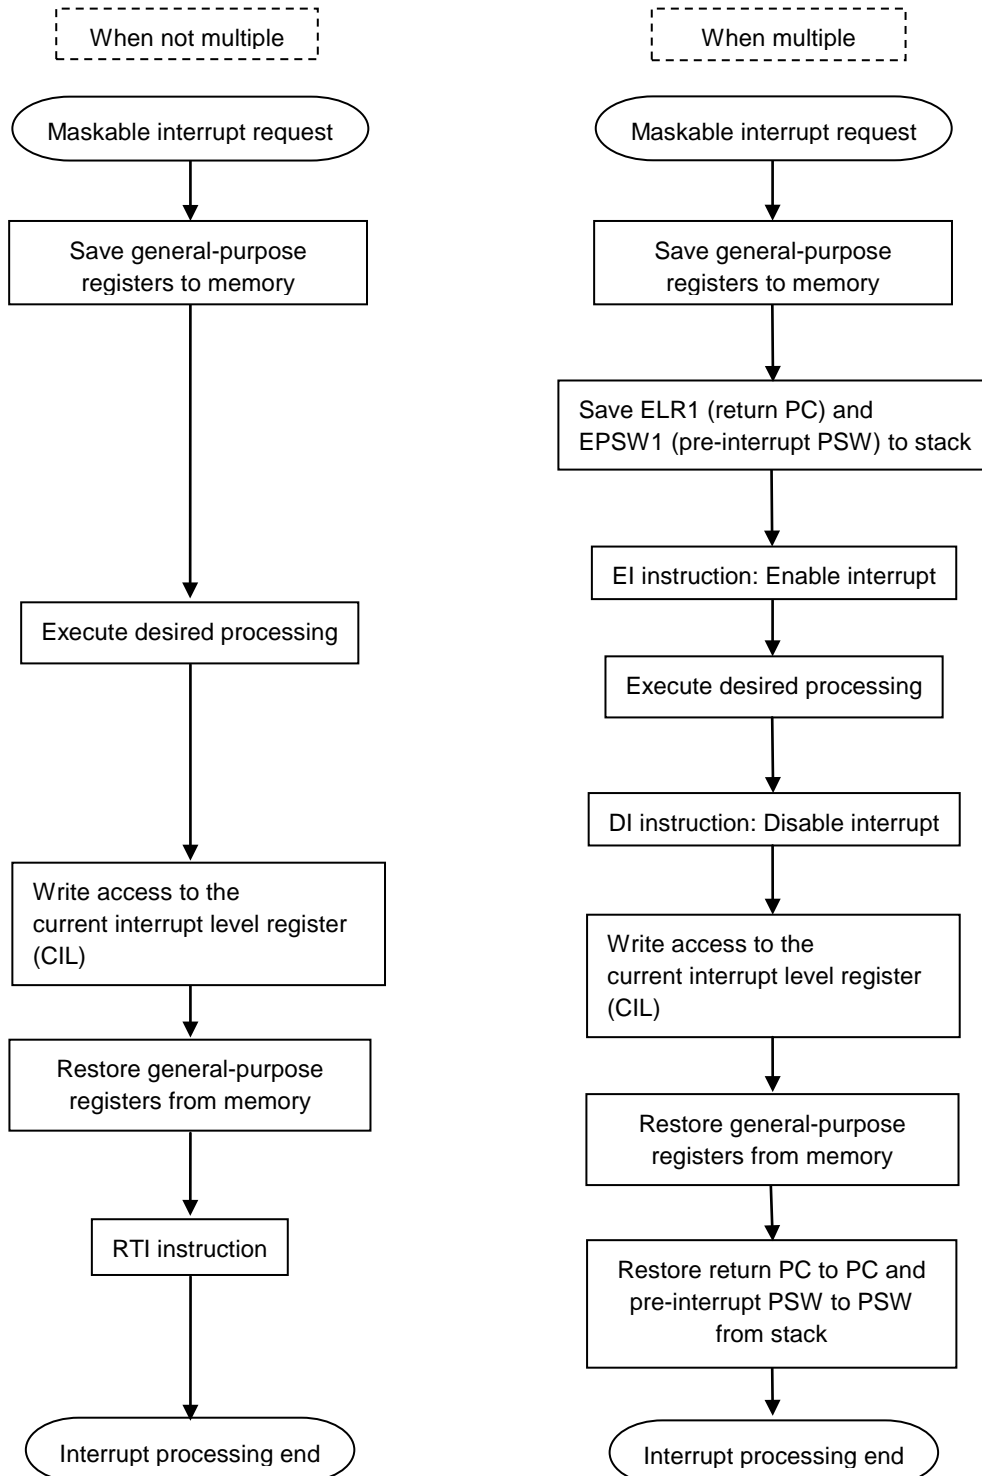 When not multiple
Maskable interrupt request
Save general-purpose
registers to memory
Execute desired processing
Write access to the
current interrupt level register
(CIL)
Restore general-purpose
registers from memory
RTI instruction
Interrupt processing end
When multiple
Maskable interrupt request
Save general-purpose
registers to memory
Save ELR1 (return PC) and
EPSW1 (pre-interrupt PSW) to stack
EI instruction: Enable interrupt
Execute desired processing
DI instruction: Disable interrupt
Write access to the
current interrupt level register
(CIL)
Restore general-purpose
registers from memory
Restore return PC to PC and
pre-interrupt PSW to PSW
from stack
Interrupt processing end